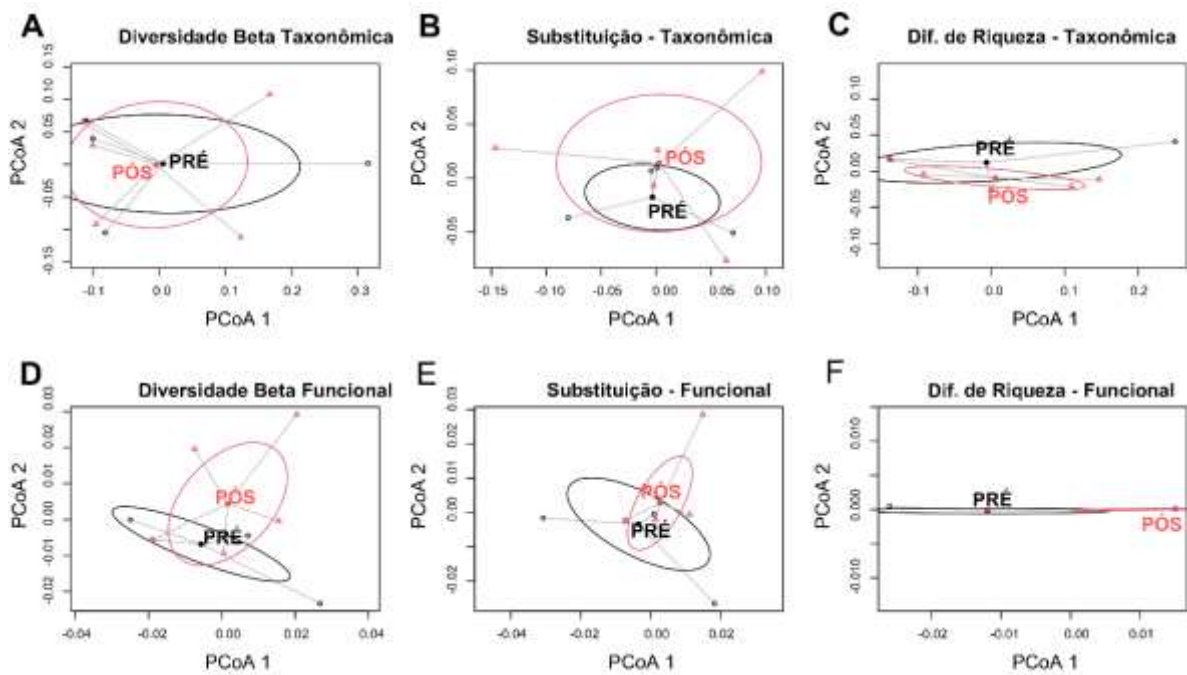 A
Diversidade Beta Taxonômica
PCoA 2
0.15
0.10
0.05
-0.05
-0.15
PRÉ
PÓS
-0.1 0.0 0.1 0.2 0.3
PCoA 1
B
Substituição - Taxonômica
PCoA 2
0.10
0.05
0.00
-0.05
PÓS
PRÉ
-0.15 -0.05 0.00 0.05 0.10
PCoA 1
C
Dif. de Riqueza - Taxonômica
PCoA 2
0.10
0.05
0.00
-0.05
-0.10
PRÉ
PÓS
-0.1 0.0 0.1 0.2
PCoA 1
D
Diversidade Beta Funcional
PCoA 2
0.03
0.02
0.01
0.00
-0.01
-0.02
PÓS
PRÉ
-0.04 -0.02 0.00 0.02 0.04
PCoA 1
E
Substituição - Funcional
PCoA 2
0.03
0.02
0.01
0.00
-0.02
PÓS
PRÉ
-0.04 -0.02 0.00 0.02
PCoA 1
F
Dif. de Riqueza - Funcional
PCoA 2
0.010
0.000
-0.010
PRÉ
PÓS
-0.02 -0.01 0.00 0.01
PCoA 1